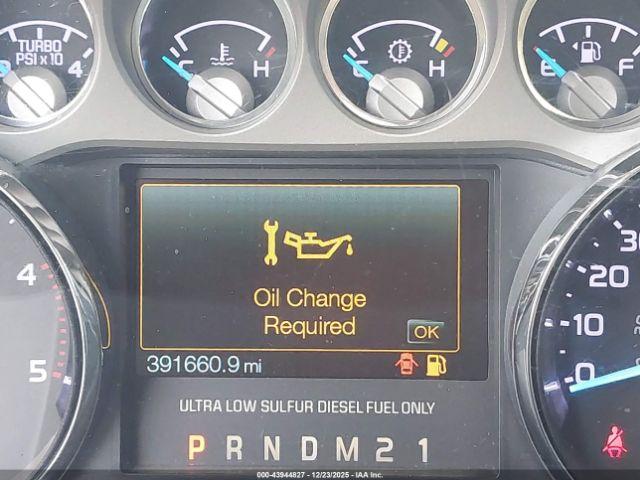 TURBO
PSI x 10
4
C H
C H
E F
Oil Change
Required
OK
391660.9 mi
ULTRA LOW SULFUR DIESEL FUEL ONLY
P R N D M 2 1
4
5
30
20
10
0
00-43944827 - 12/23/2025 - IAA Inc.